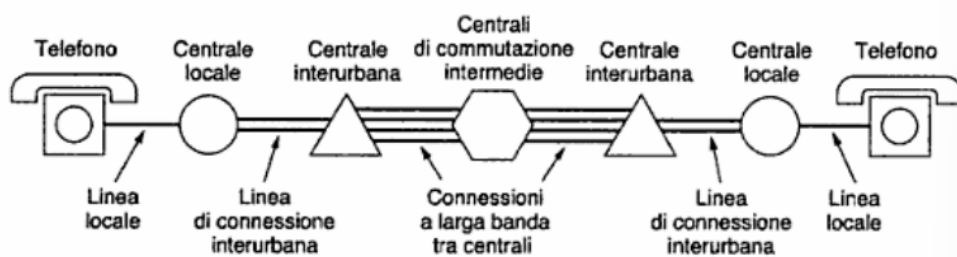 Telefono
Centrale
locale
Centrale
interurbana
Centrali
di commutazione
intermedie
Centrale
interurbana
Centrale
locale
Telefono
Linea
locale
Linea
di connessione
interurbana
Connessioni
a larga banda
tra centrali
Linea
di connessione
interurbana
Linea
locale